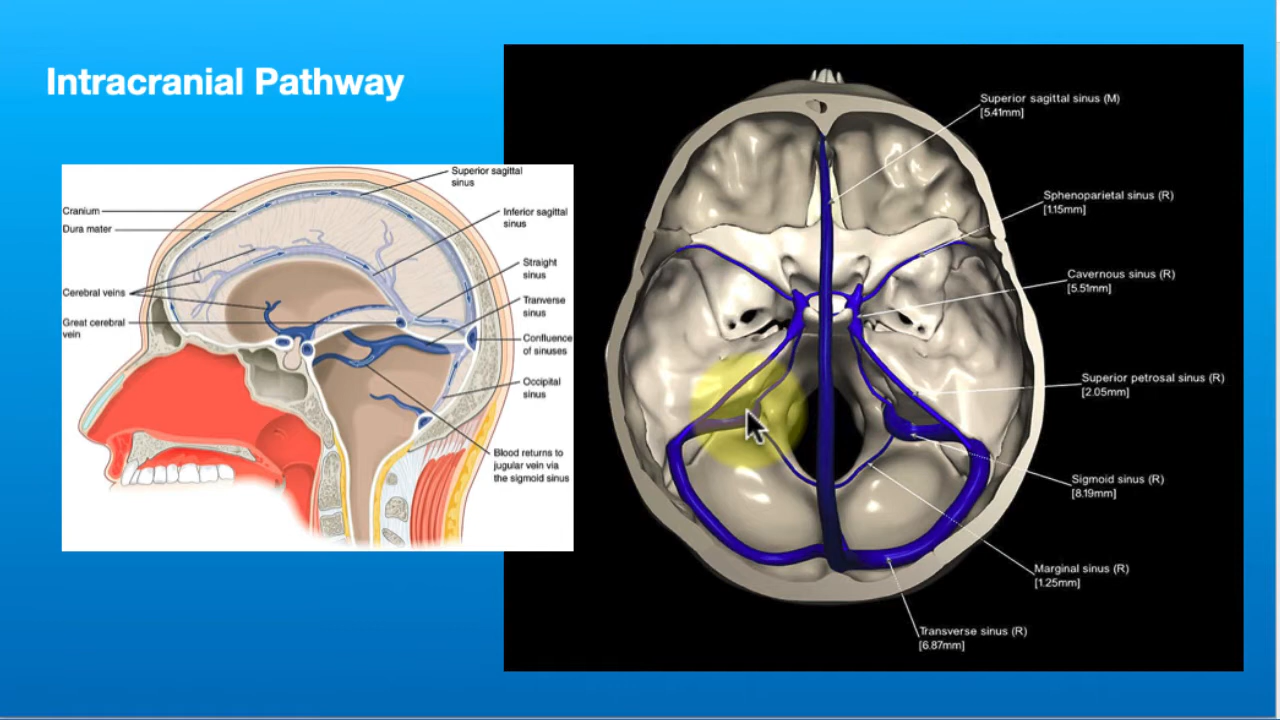 Intracranial Pathway
Superior sagittal
sinus
Cranium
Inferior sagittal
sinus
Dura mater
Straight
sinus
Cerebral veins
Tranverse
sinus
Great cerebral
vein
Confluence
of sinuses
Occipital
sinus
Blood returns to
jugular vein via
the sigmoid sinus
Superior sagittal sinus (M)
[5.41mm]
Sphenoparietal sinus (R)
[1.15mm]
Cavernous sinus (R)
[5.51mm]
Superior petrosal sinus (R)
[2.05mm]
Sigmoid sinus (R)
[8.19mm]
Marginal sinus (R)
[1.25mm]
Transverse sinus (R)
[6.87mm]